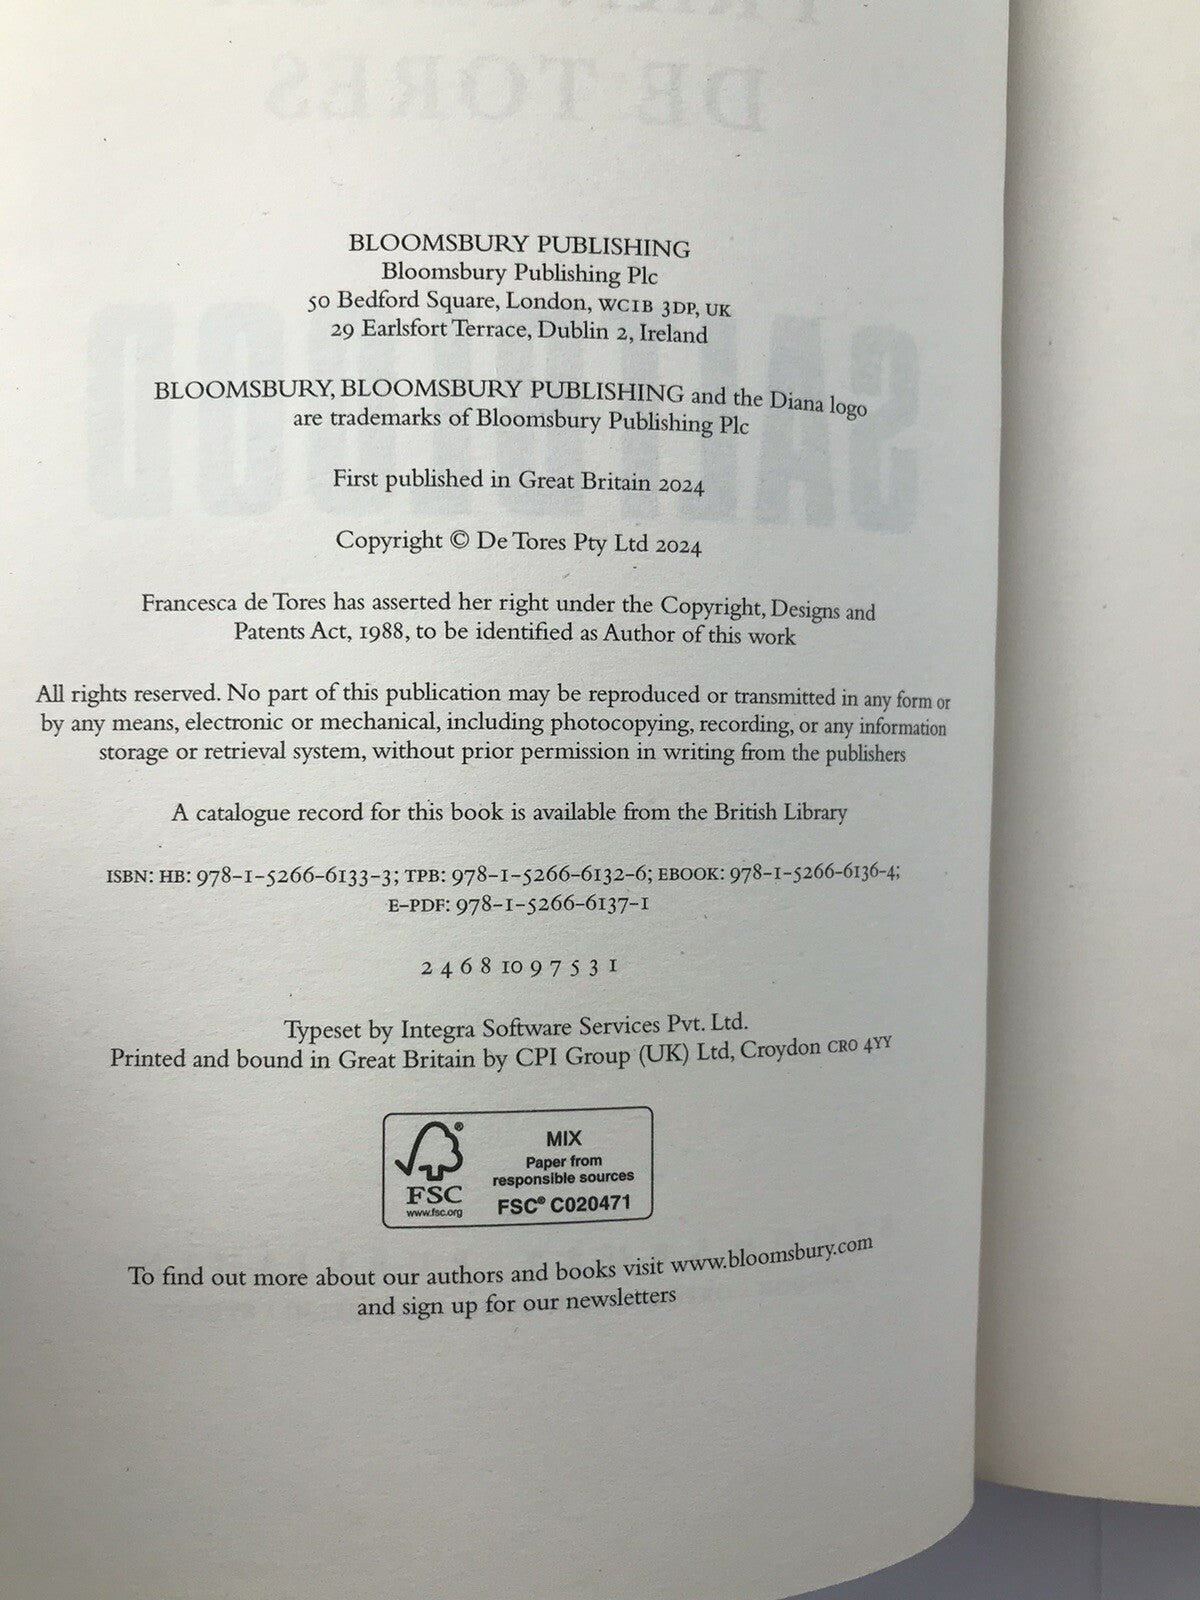 DE TORES
BLOOMSBURY PUBLISHING
Bloomsbury Publishing Plc
50 Bedford Square, London, WC1B 3DP, UK
29 Earlsfort Terrace, Dublin 2, Ireland
BLOOMSBURY, BLOOMSBURY PUBLISHING and the Diana logo
are trademarks of Bloomsbury Publishing Plc
First published in Great Britain 2024
Copyright © De Tores Pty Ltd 2024
Francesca de Tores has asserted her right under the Copyright, Designs and
Patents Act, 1988, to be identified as Author of this work
All rights reserved. No part of this publication may be reproduced or transmitted in any form or
by any means, electronic or mechanical, including photocopying, recording, or any information
storage or retrieval system, without prior permission in writing from the publishers
A catalogue record for this book is available from the British Library
ISBN: HB: 978-1-5266-6133-3; TPB: 978-1-5266-6132-6; EBOOK: 978-1-5266-6136-4;
E-PDF: 978-1-5266-6137-1
2 4 6 8 10 9 7 5 3 1
Typeset by Integra Software Services Pvt. Ltd.
Printed and bound in Great Britain by CPI Group (UK) Ltd, Croydon CR0 4YY
®
FSC
www.fsc.org
MIX
Paper from
responsible sources
FSC® C020471
To find out more about our authors and books visit www.bloomsbury.com
and sign up for our newsletters